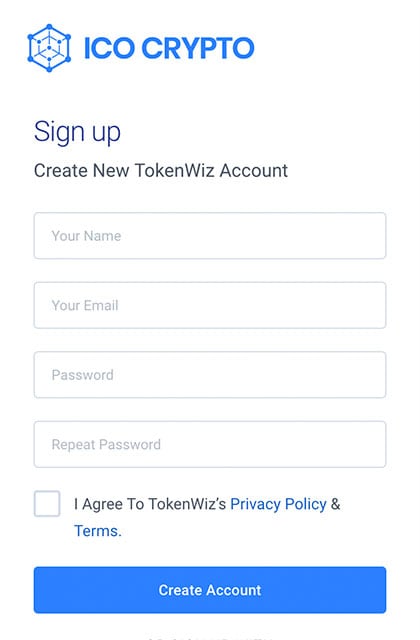 ICO CRYPTO
Sign up
Create New TokenWiz Account
Your Name
Your Email
Password
Repeat Password
I Agree To TokenWiz's Privacy Policy &
Terms.
Create Account